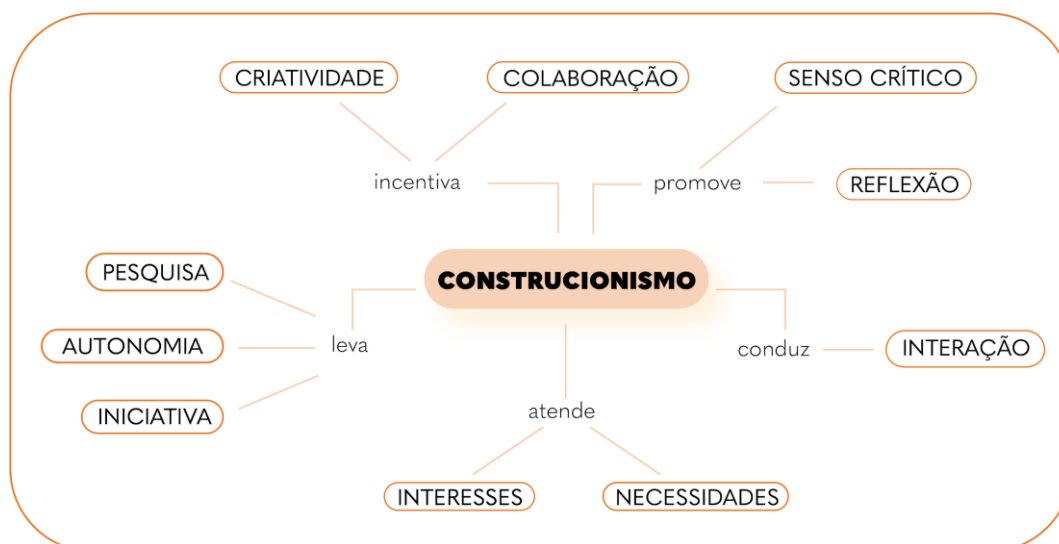 CRIATIVIDADE
COLABORAÇÃO
SENSO CRÍTICO
incentiva
promove
REFLEXÃO
PESQUISA
CONSTRUCIONISMO
AUTONOMIA
leva
conduz
INTERAÇÃO
INICIATIVA
atende
INTERESSES
NECESSIDADES